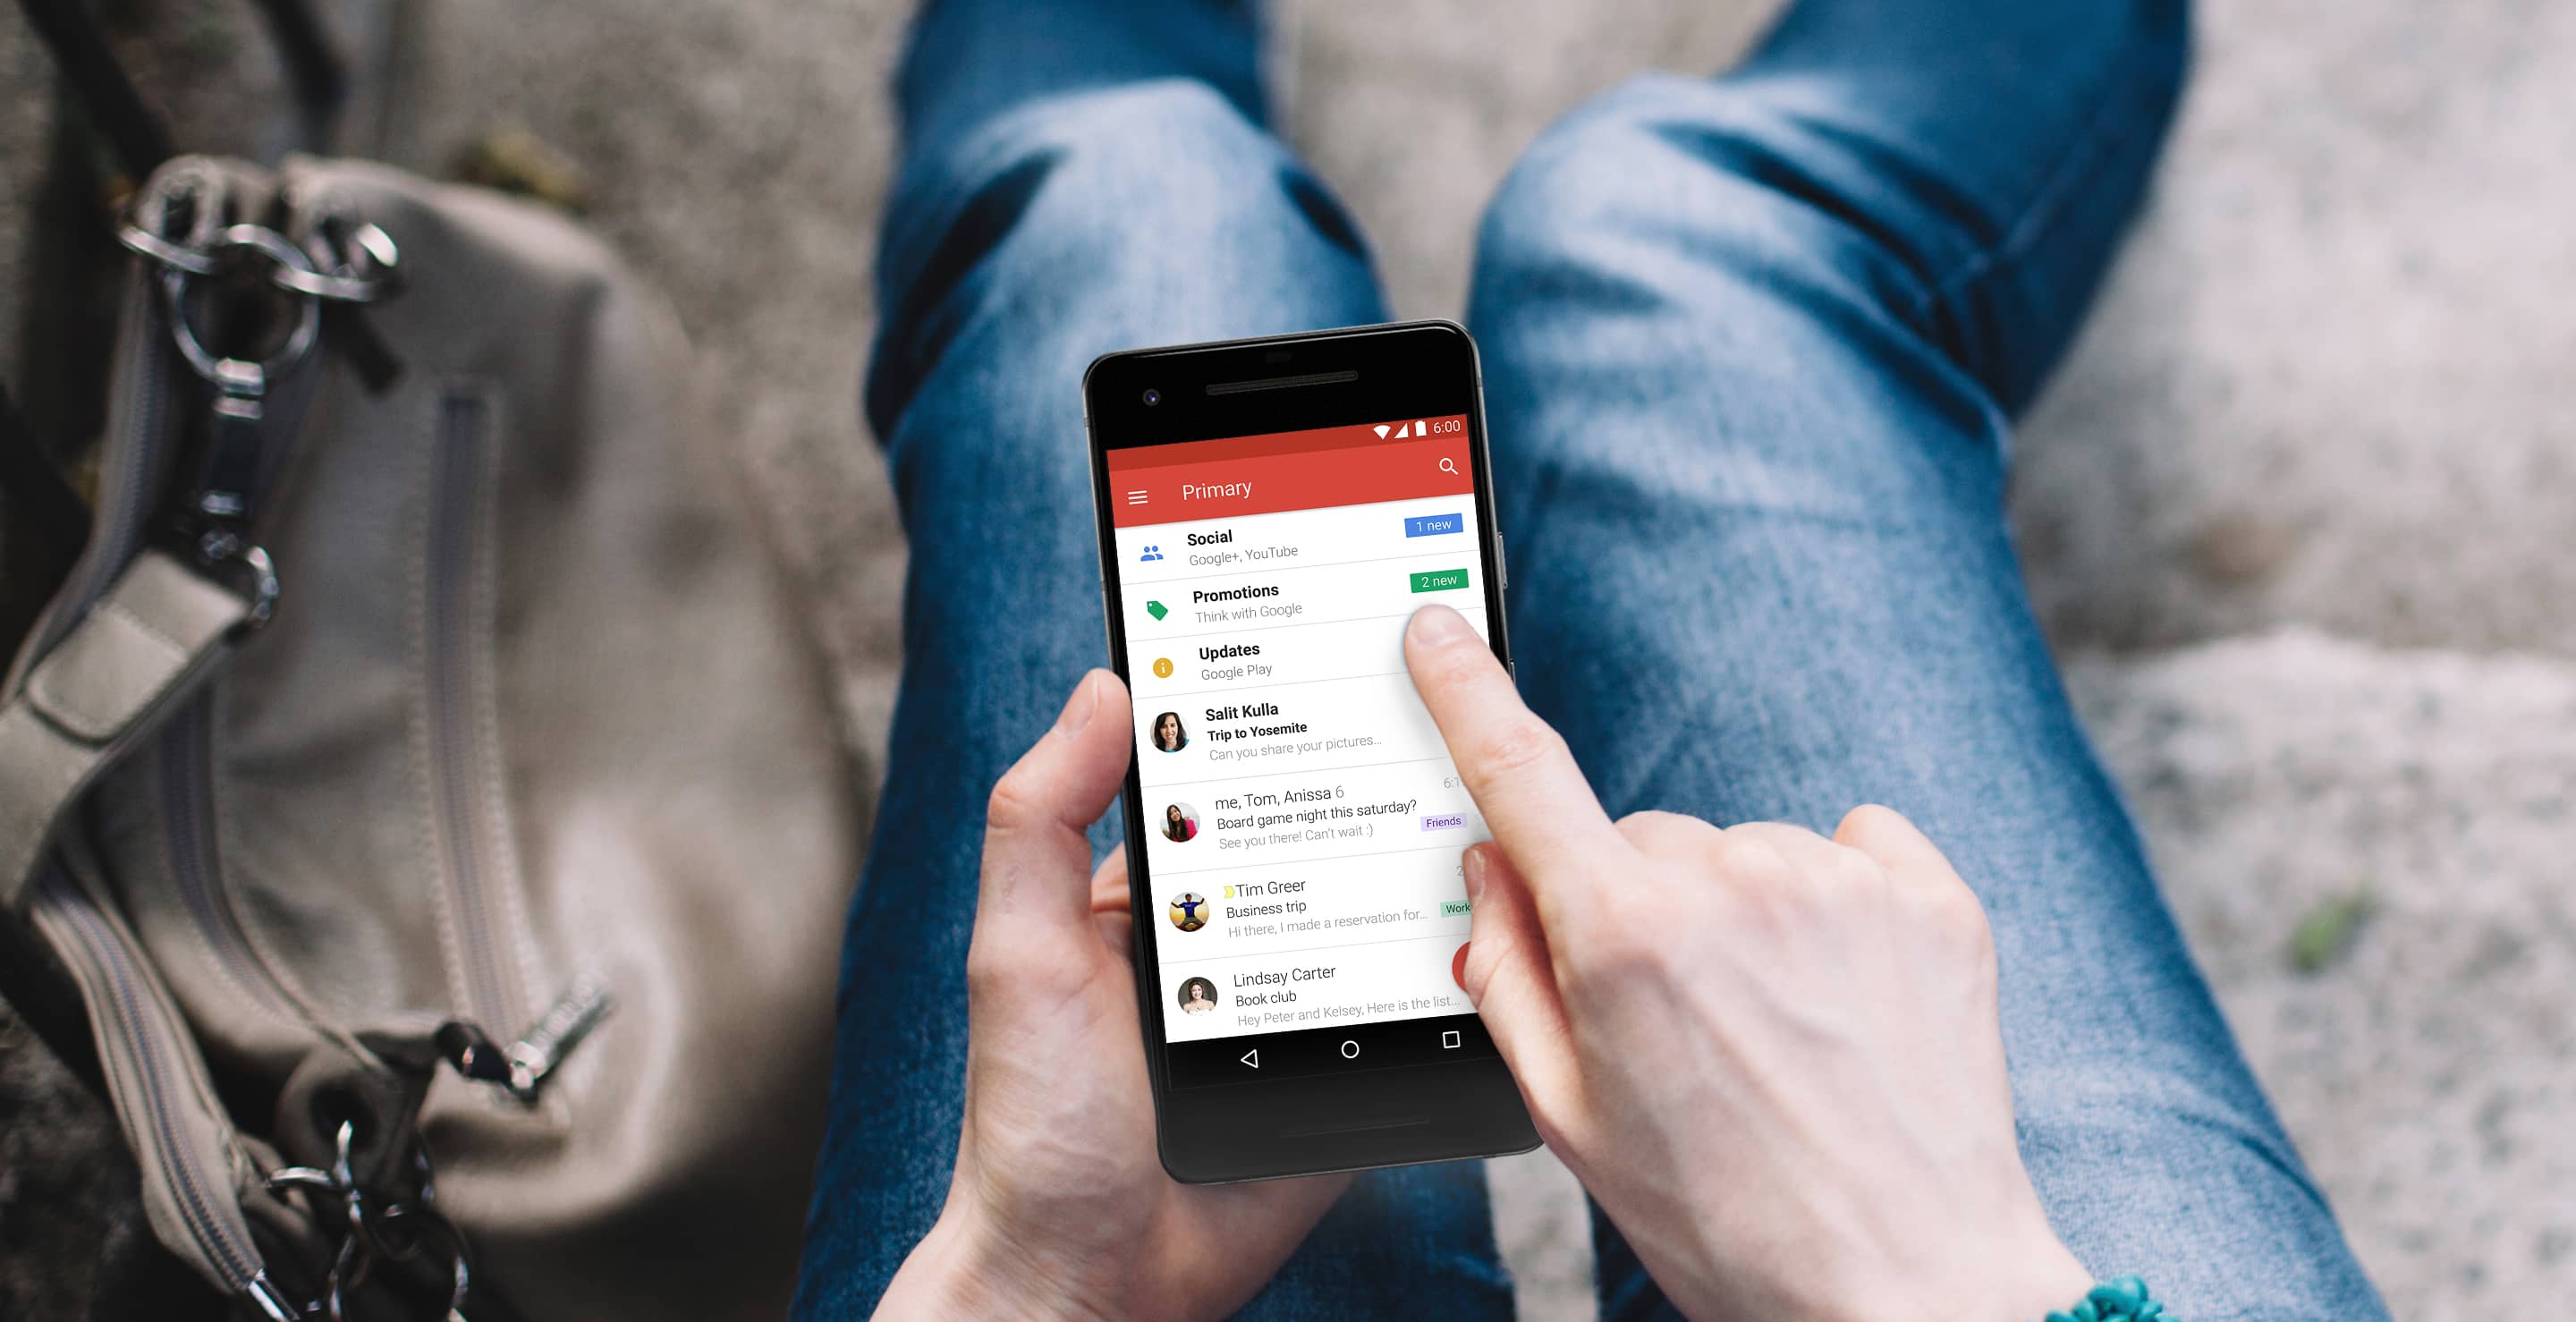 6:00
Primary
Social
1 new
Google+, YouTube
Promotions
2 new
Think with Google
Updates
Google Play
Salit Kulla
Trip to Yosemite
Can you share your pictures...
me, Tom, Anissa 6
Board game night this saturday?
See you there! Can't wait :)
Friends
Tim Greer
Business trip
Hi there, I made a reservation for...
Work
Lindsay Carter
Book club
Hey Peter and Kelsey, Here is the list...